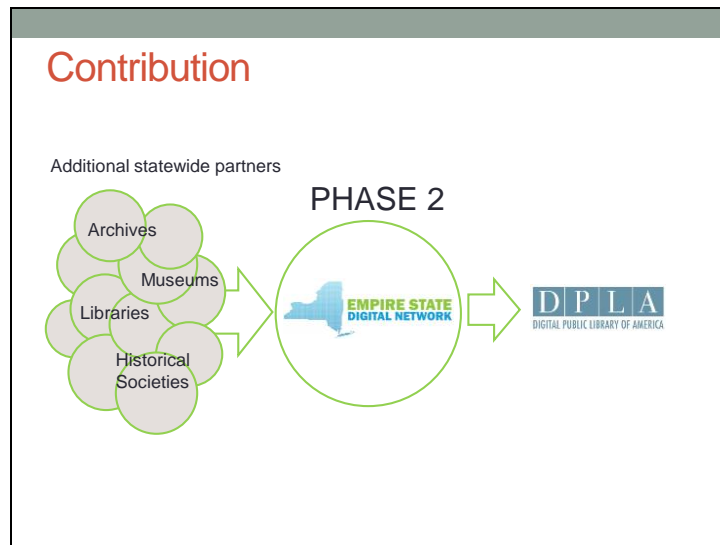 Contribution
Additional statewide partners
PHASE 2
Archives
Museums
Libraries
Historical
Societies
EMPIRE STATE
DIGITAL NETWORK
DPLA
DIGITAL PUBLIC LIBRARY OF AMERICA